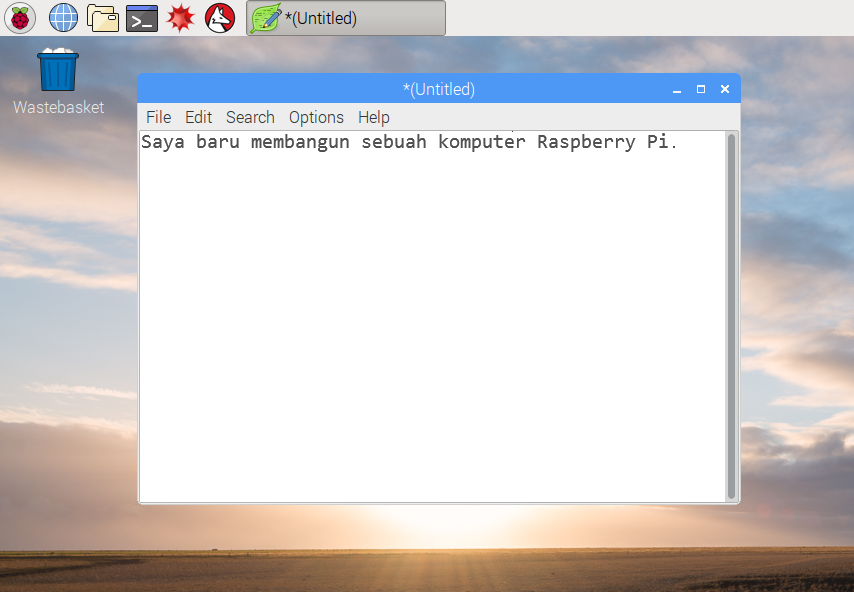 *(Untitled)
Wastebasket
*(Untitled)
File Edit Search Options Help
Saya baru membangun sebuah komputer Raspberry Pi.